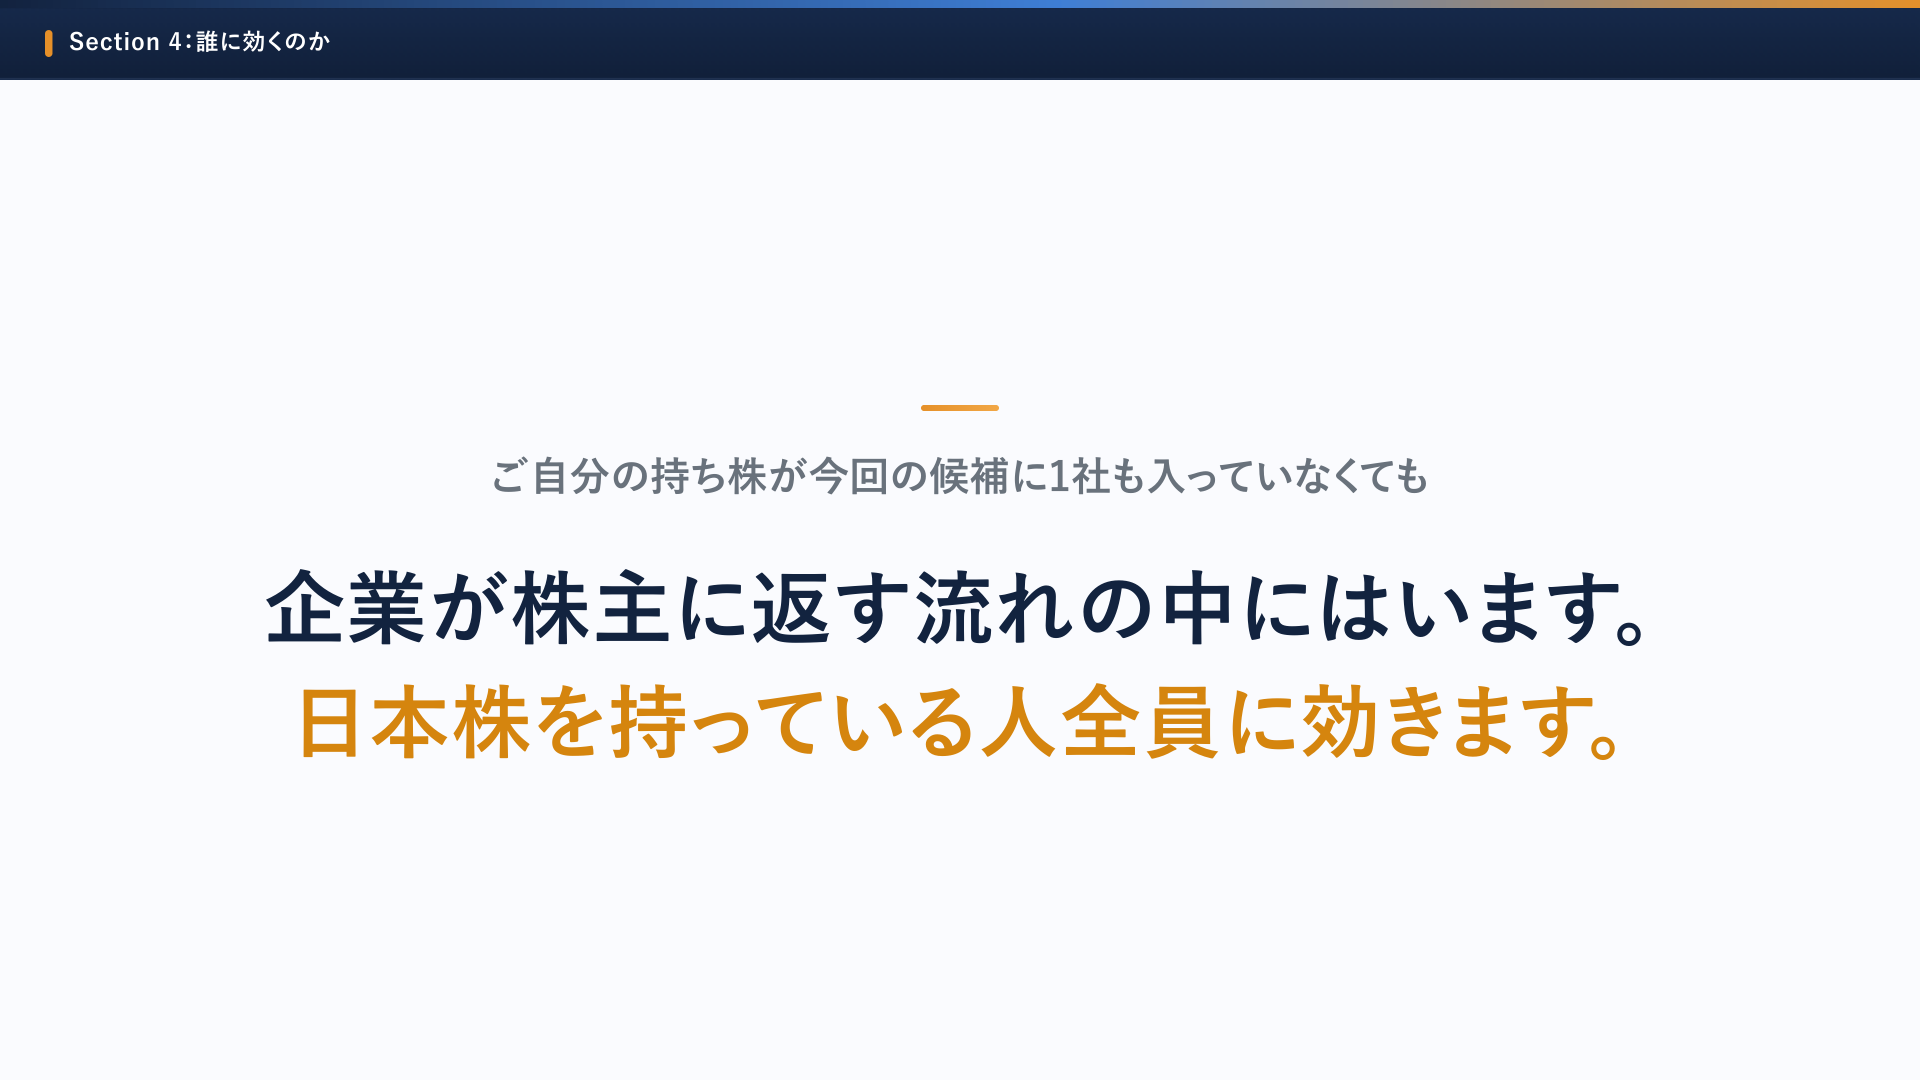 Section 4：誰に効くのか
ご自分の持ち株が今回の候補に1社も入っていなくても
企業が株主に返す流れの中にはいます。
日本株を持っている人全員に効きます。